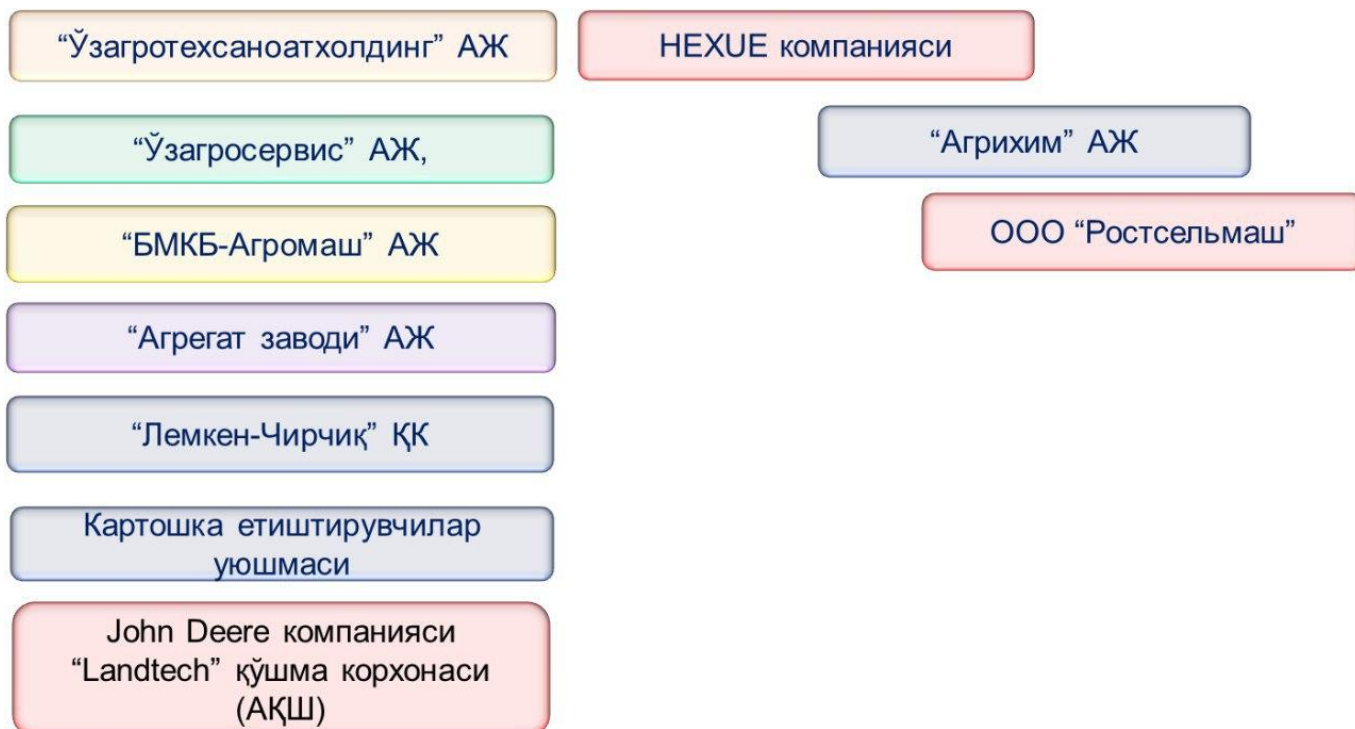 “Ўзагротехсаноатхолдинг” АЖ
HEXUE компанияси
“Ўзагросервис” АЖ,
“Агрихим” АЖ
“БМКБ-Агромаш” АЖ
ООО “Ростсельмаш”
“Агрегат заводи” АЖ
“Лемкен-Чирчиқ” ҚК
Картошка етиштирувчилар
уюшмаси
John Deere компанияси
“Landtech” қўшма корхонаси
(АҚШ)